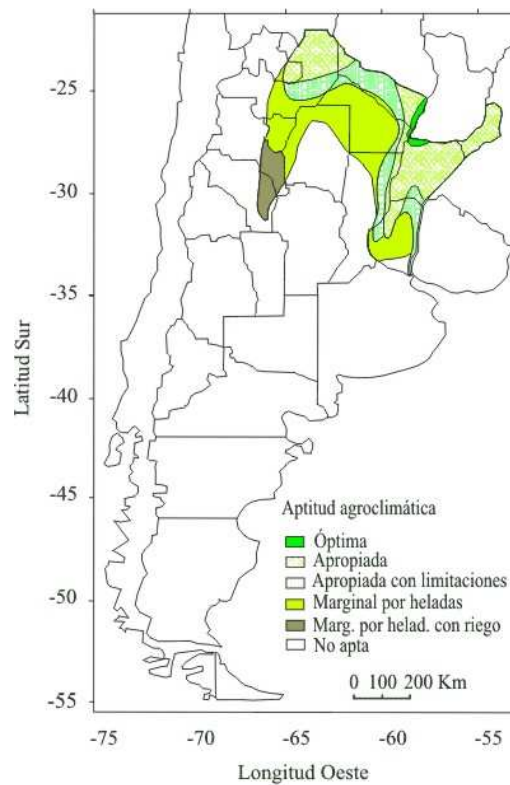 -25
-30
-35
-40
-45
-50
-55
Latitud Sur
Aptitud agroclimática
Óptima
Apropiada
Apropiada con limitaciones
Marginal por heladas
Marg. por helad. con riego
No apta
0 100 200 Km
-75 -70 -65 -60 -55
Longitud Oeste